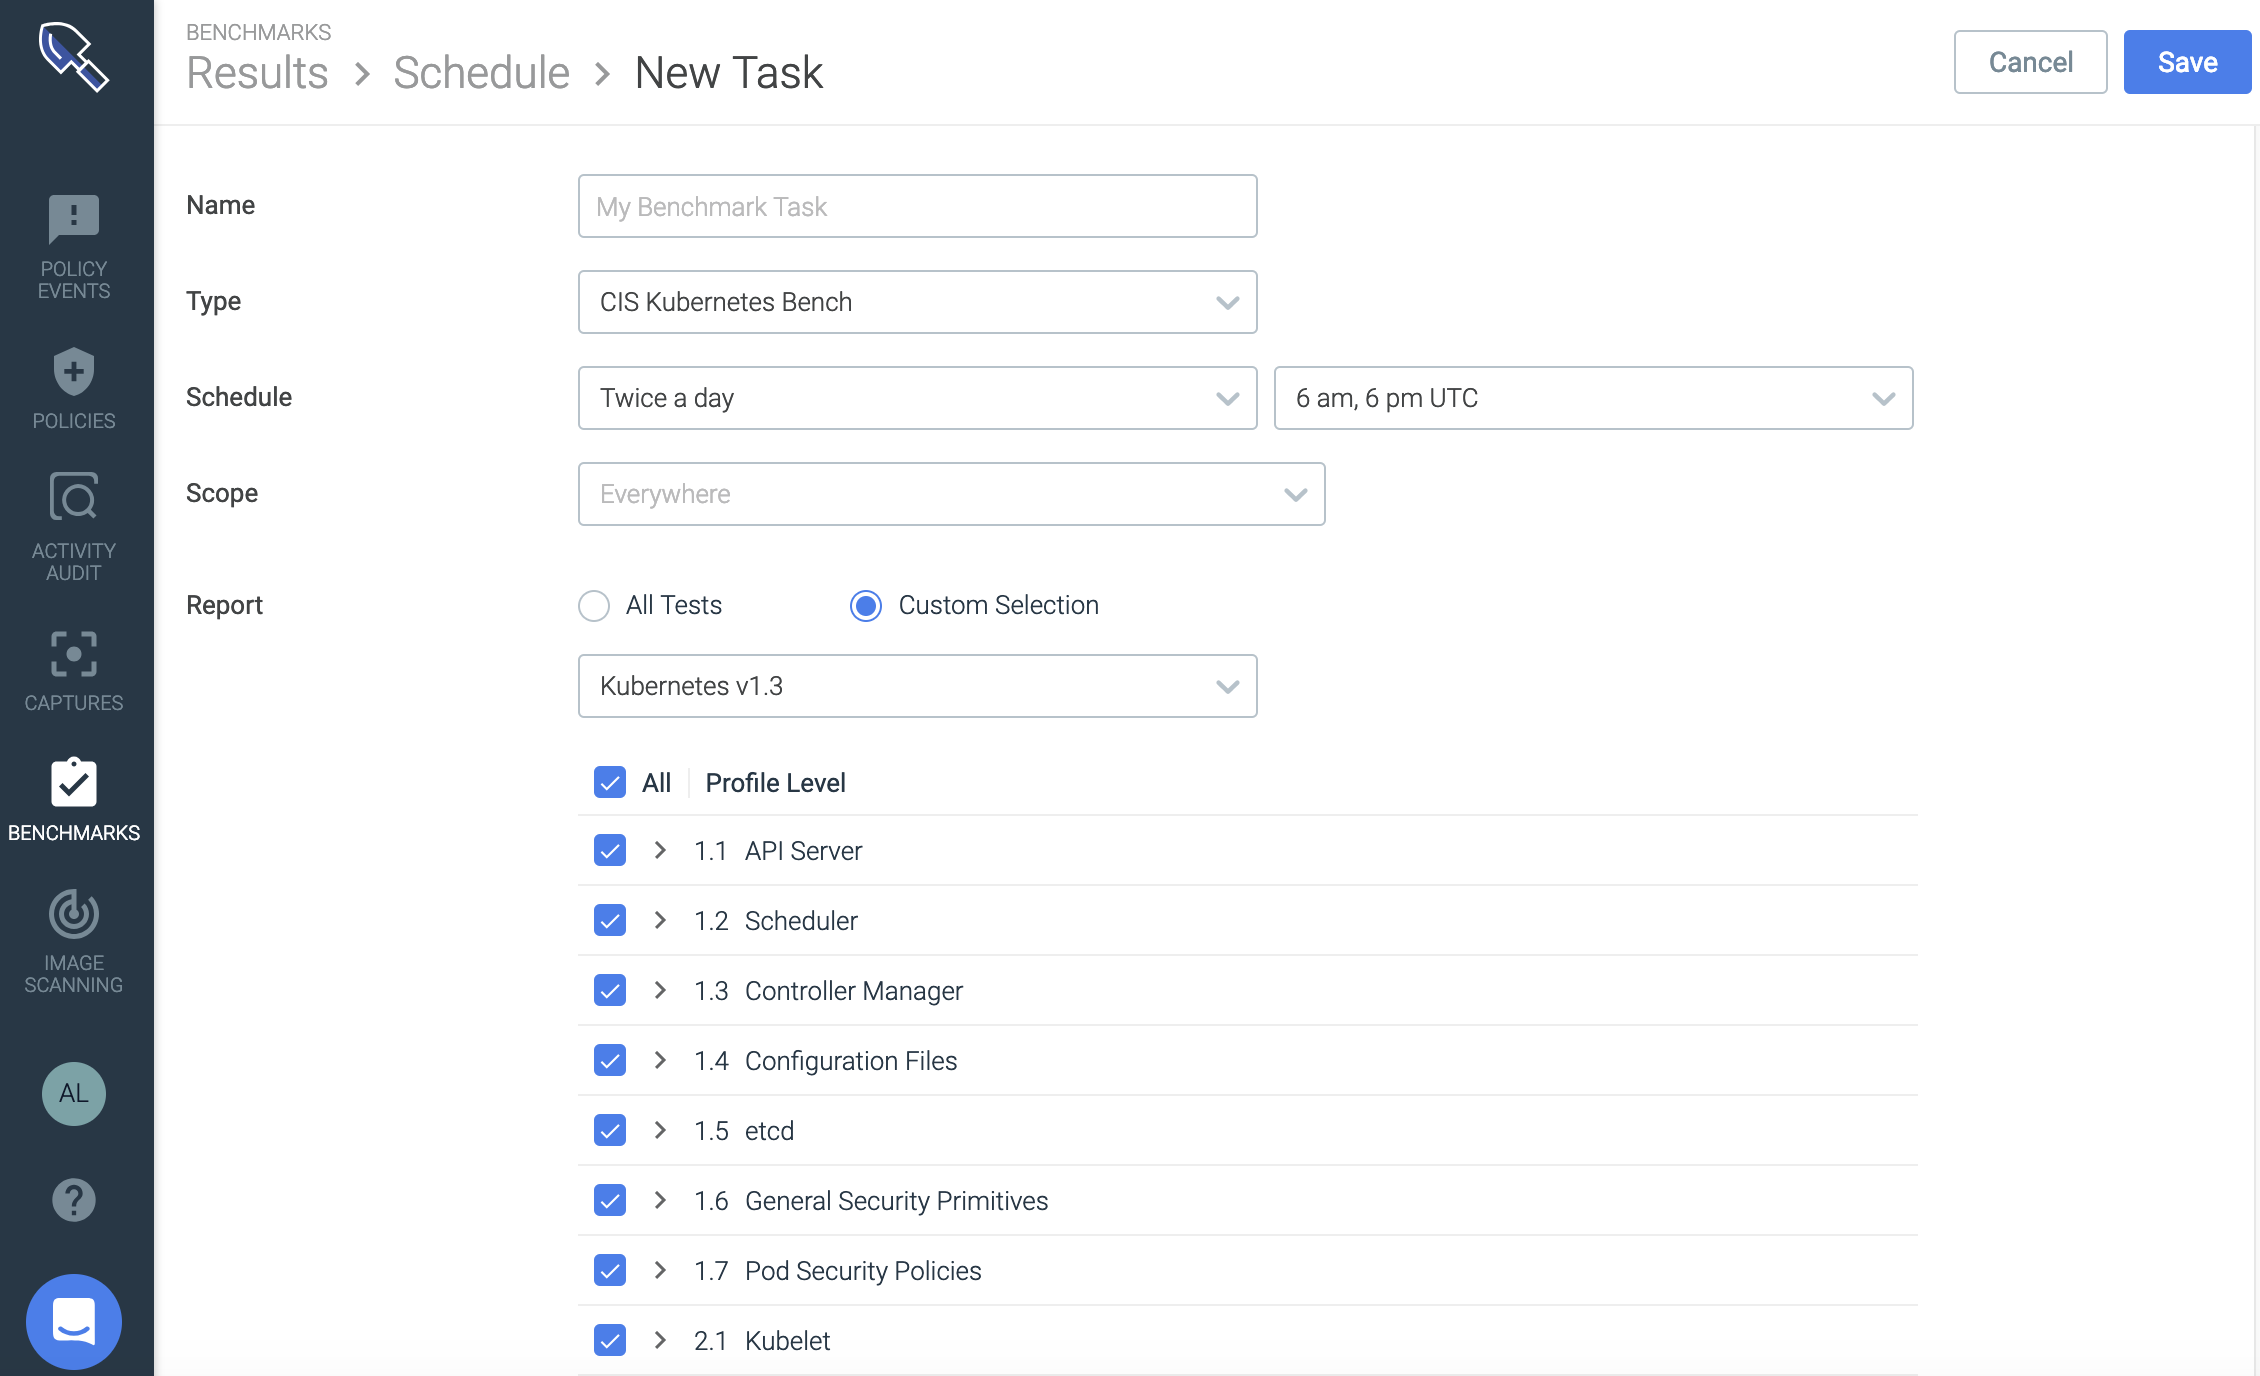 BENCHMARKS
Results > Schedule > New Task
Cancel
Save
POLICY
EVENTS
POLICIES
ACTIVITY
AUDIT
CAPTURES
BENCHMARKS
IMAGE
SCANNING
AL
?
Name
My Benchmark Task
Type
CIS Kubernetes Bench
Schedule
Twice a day
6 am, 6 pm UTC
Scope
Everywhere
Report
All Tests
Custom Selection
Kubernetes v1.3
All
Profile Level
1.1 API Server
1.2 Scheduler
1.3 Controller Manager
1.4 Configuration Files
1.5 etcd
1.6 General Security Primitives
1.7 Pod Security Policies
2.1 Kubelet